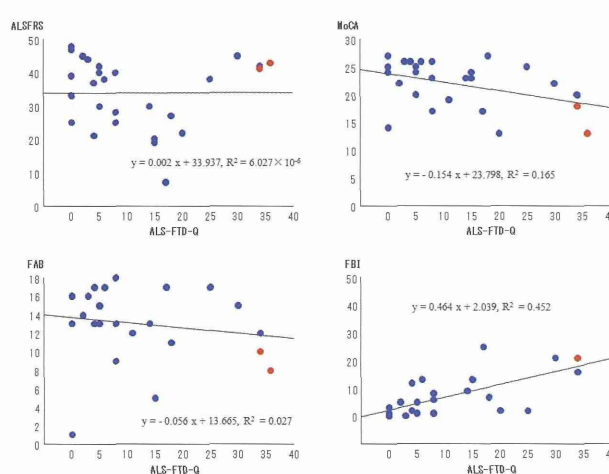 ALSFRS
50
40
30
20
10
0
y = 0.002 x + 33.937, R² = 6.027×10⁻⁶
0 5 10 15 20 25 30 35 40
ALS-FTD-Q
MoCA
30
25
20
15
10
5
0
y = - 0.154 x + 23.798, R² = 0.165
0 5 10 15 20 25 30 35 40
ALS-FTD-Q
FAB
18
16
14
12
10
8
6
4
2
0
y = - 0.056 x + 13.665, R² = 0.027
0 5 10 15 20 25 30 35 40
ALS-FTD-Q
FBI
50
40
30
20
10
0
y = 0.464 x + 2.039, R² = 0.452
0 5 10 15 20 25 30 35 40
ALS-FTD-Q